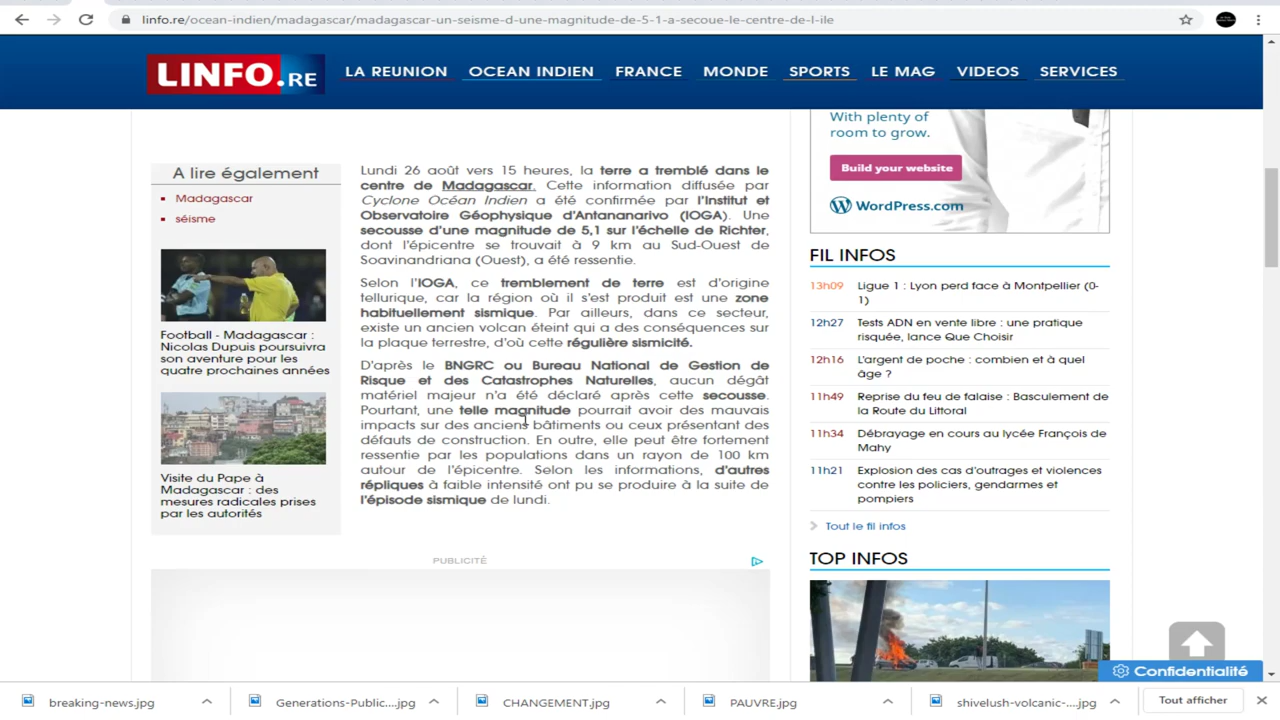 linfo.re/ocean-indien/madagascar/madagascar-un-seisme-d-une-magnitude-de-5-1-a-secoue-le-centre-de-l-ile
LINFO.RE
LA REUNION OCEAN INDIEN FRANCE MONDE SPORTS LE MAG VIDEOS SERVICES
A lire également
Madagascar
séisme
Football - Madagascar :
Nicolas Dupuis poursuivra
son aventure pour les
quatre prochaines années
Visite du Pape à
Madagascar : des
mesures radicales prises
par les autorités
Lundi 26 août vers 15 heures, la terre a tremblé dans le
centre de Madagascar. Cette information diffusée par
Cyclone Océan Indien a été confirmée par l'Institut et
Observatoire Géophysique d'Antananarivo (IOGA). Une
secousse d'une magnitude de 5,1 sur l'échelle de Richter,
dont l'épicentre se trouvait à 9 km au Sud-Ouest de
Soavinandriana (Ouest), a été ressentie.
Selon l'IOGA, ce tremblement de terre est d'origine
tellurique, car la région où il s'est produit est une zone
habituellement sismique. Par ailleurs, dans ce secteur,
existe un ancien volcan éteint qui a des conséquences sur
la plaque terrestre, d'où cette régulière sismicité.
D'après le BNGRC ou Bureau National de Gestion de
Risque et des Catastrophes Naturelles, aucun dégât
matériel majeur n'a été déclaré après cette secousse.
Pourtant, une telle magnitude pourrait avoir des mauvais
impacts sur des anciens bâtiments ou ceux présentant des
défauts de construction. En outre, elle peut être fortement
ressentie par les populations dans un rayon de 100 km
autour de l'épicentre. Selon les informations, d'autres
répliques à faible intensité ont pu se produire à la suite de
l'épisode sismique de lundi.
PUBLICITÉ
With plenty of
room to grow.
Build your website
WordPress.com
FIL INFOS
13h09 Ligue 1 : Lyon perd face à Montpellier (0-
1)
12h27 Tests ADN en vente libre : une pratique
risquée, lance Que Choisir
12h16 L'argent de poche : combien et à quel
âge ?
11h49 Reprise du feu de falaise : Basculement de
la Route du Littoral
11h34 Débrayage en cours au lycée François de
Mahy
11h21 Explosion des cas d'outrages et violences
contre les policiers, gendarmes et
pompiers
Tout le fil infos
TOP INFOS
Confidentialité
breaking-news.jpg Generations-Public....jpg CHANGEMENT.jpg PAUVRE.jpg shivelush-volcanic-....jpg Tout afficher